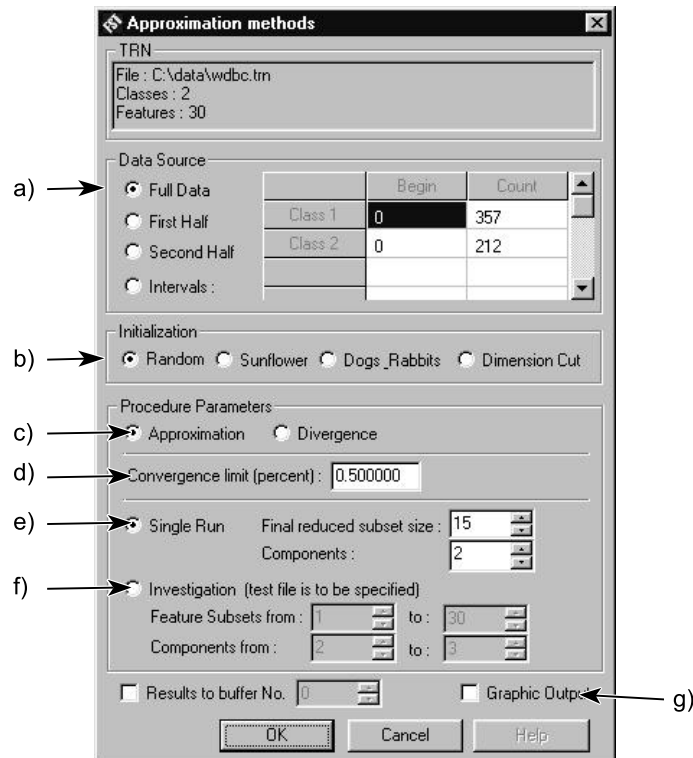 Approximation methods
TRN
File : C:\data\wdbc.trn
Classes : 2
Features : 30
Data Source
a)
Full Data
First Half
Second Half
Intervals :
Begin Count
Class 1 0 357
Class 2 0 212
Initialization
b)
Random Sunflower Dogs_Rabbits Dimension Cut
Procedure Parameters
c)
Approximation Divergence
d)
Convergence limit (percent) : 0.500000
e)
Single Run Final reduced subset size : 15
Components : 2
f)
Investigation (test file is to be specified)
Feature Subsets from : 1 to : 30
Components from : 2 to : 3
Results to buffer No. 0 Graphic Output
g)
OK Cancel Help